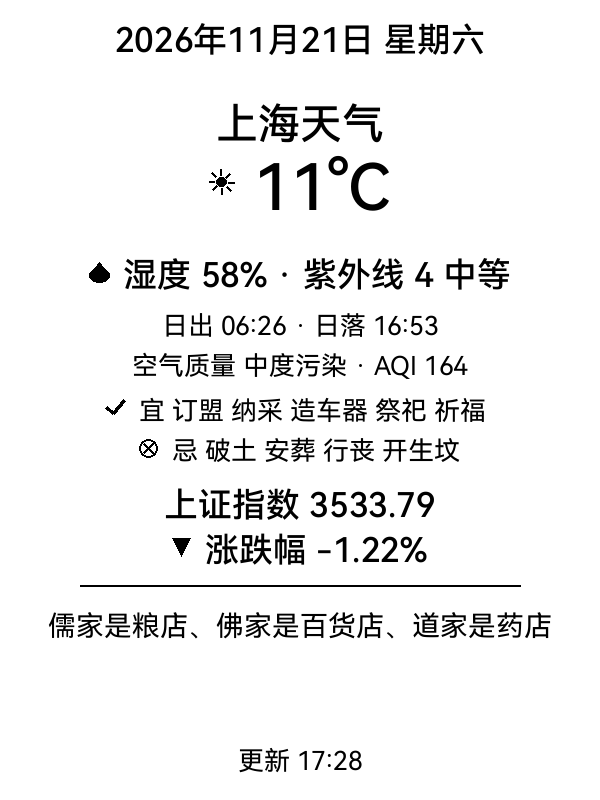 2026年11月21日 星期六
上海天气
11°C
湿度 58% · 紫外线 4 中等
日出 06:26 · 日落 16:53
空气质量 中度污染 · AQI 164
宜 订盟 纳采 造车器 祭祀 祈福
忌 破土 安葬 行丧 开生坟
上证指数 3533.79
▼ 涨跌幅 -1.22%
儒家是粮店、佛家是百货店、道家是药店
更新 17:28